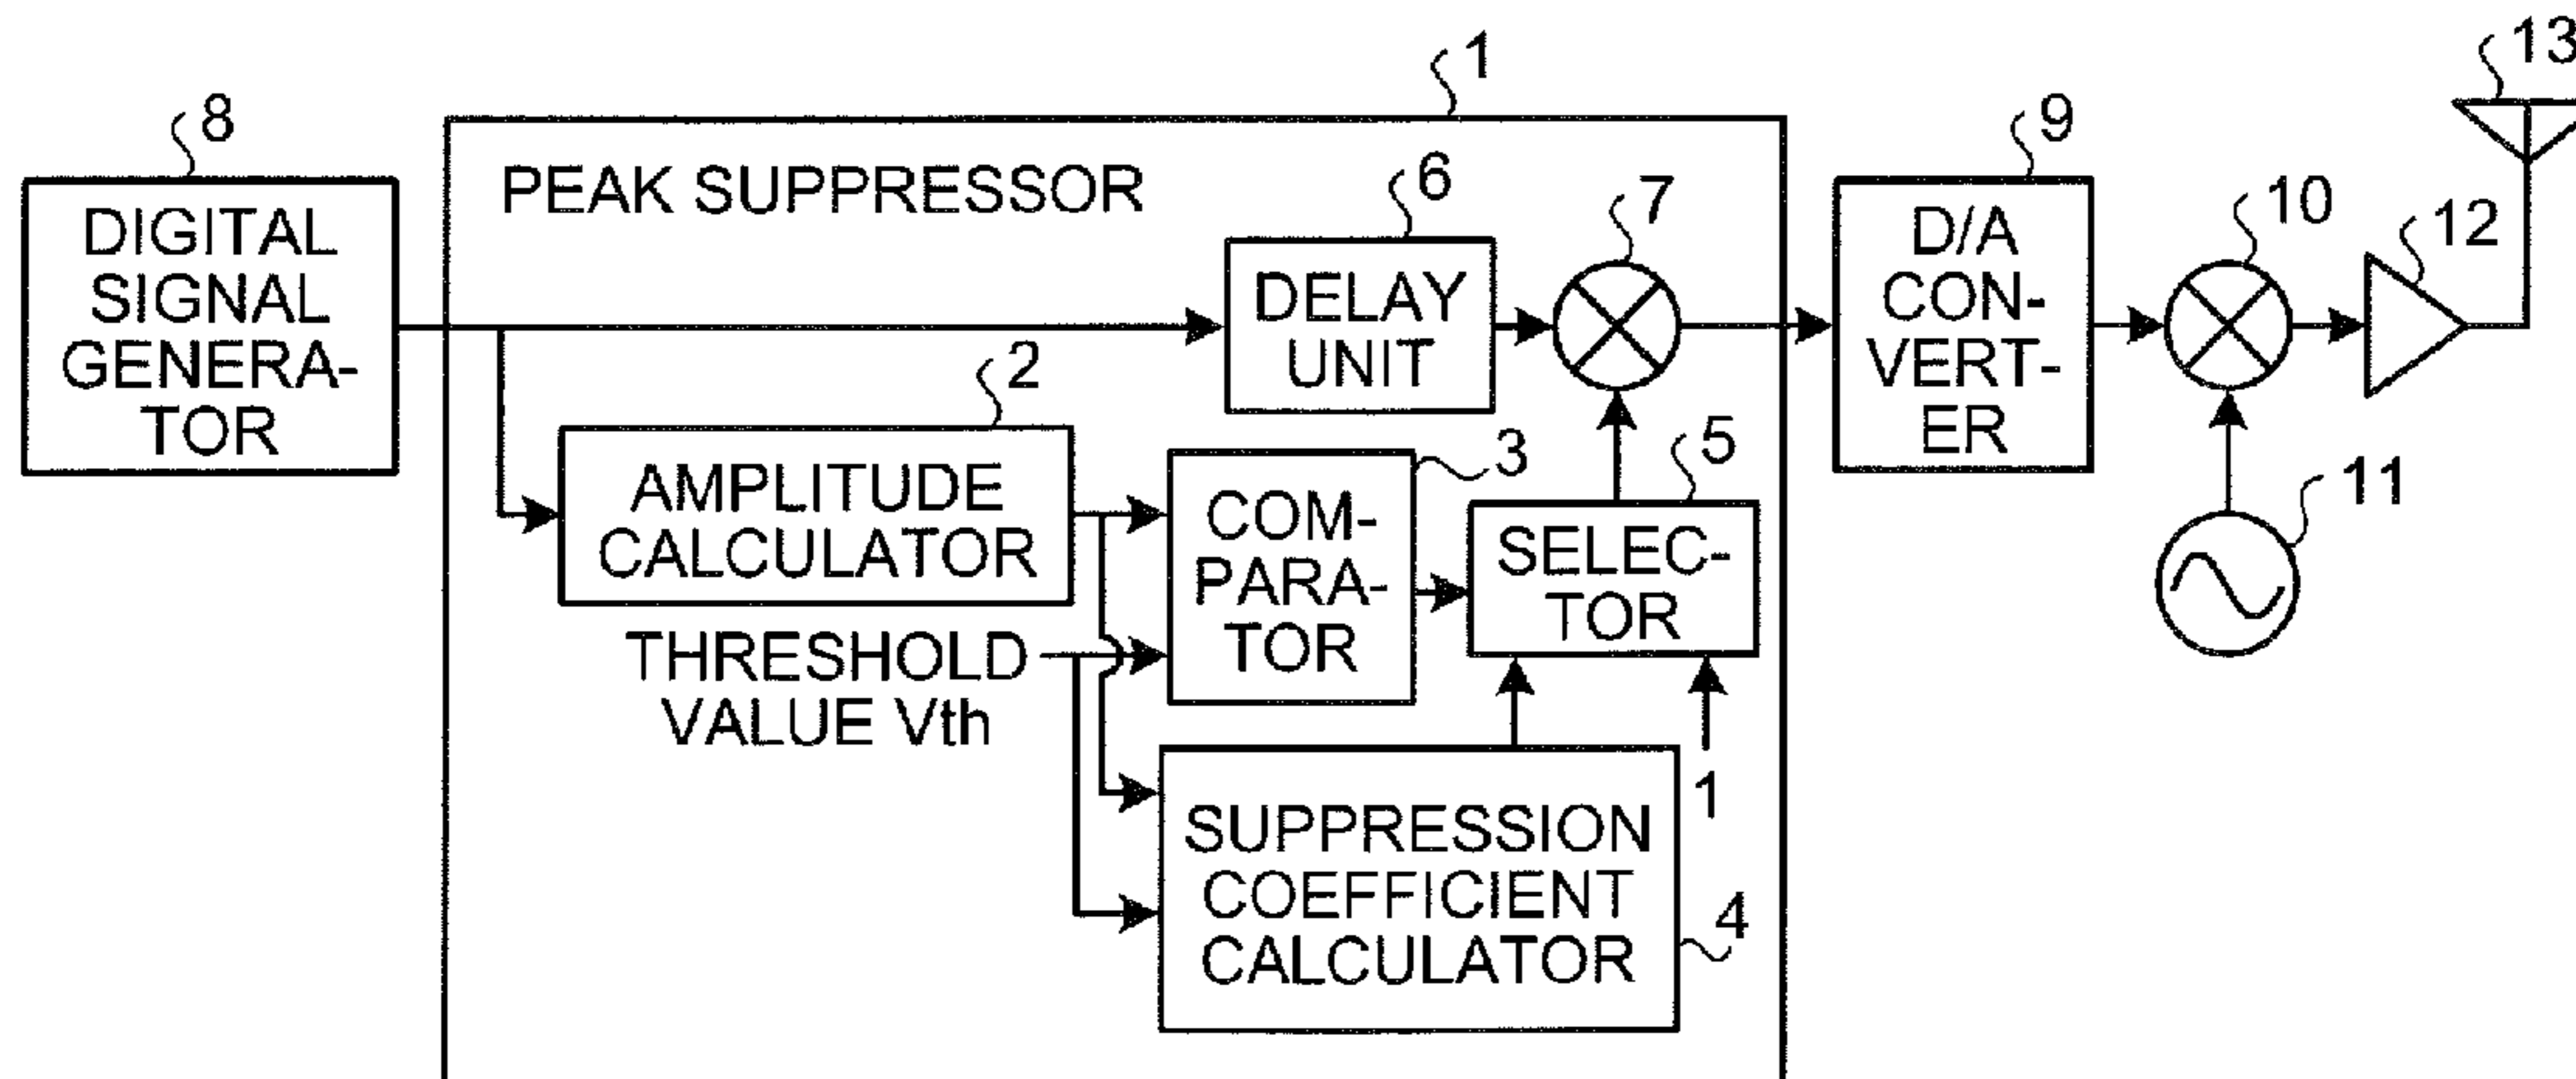 1
13
8
9
PEAK SUPPRESSOR
6
7
10
12
DIGITAL
SIGNAL
GENERA-
TOR
DELAY
UNIT
D/A
CON-
VERT-
ER
2
AMPLITUDE
CALCULATOR
3
COM-
PARA-
TOR
5
SELEC-
TOR
11
THRESHOLD
VALUE Vth
1
SUPPRESSION
COEFFICIENT
CALCULATOR
4